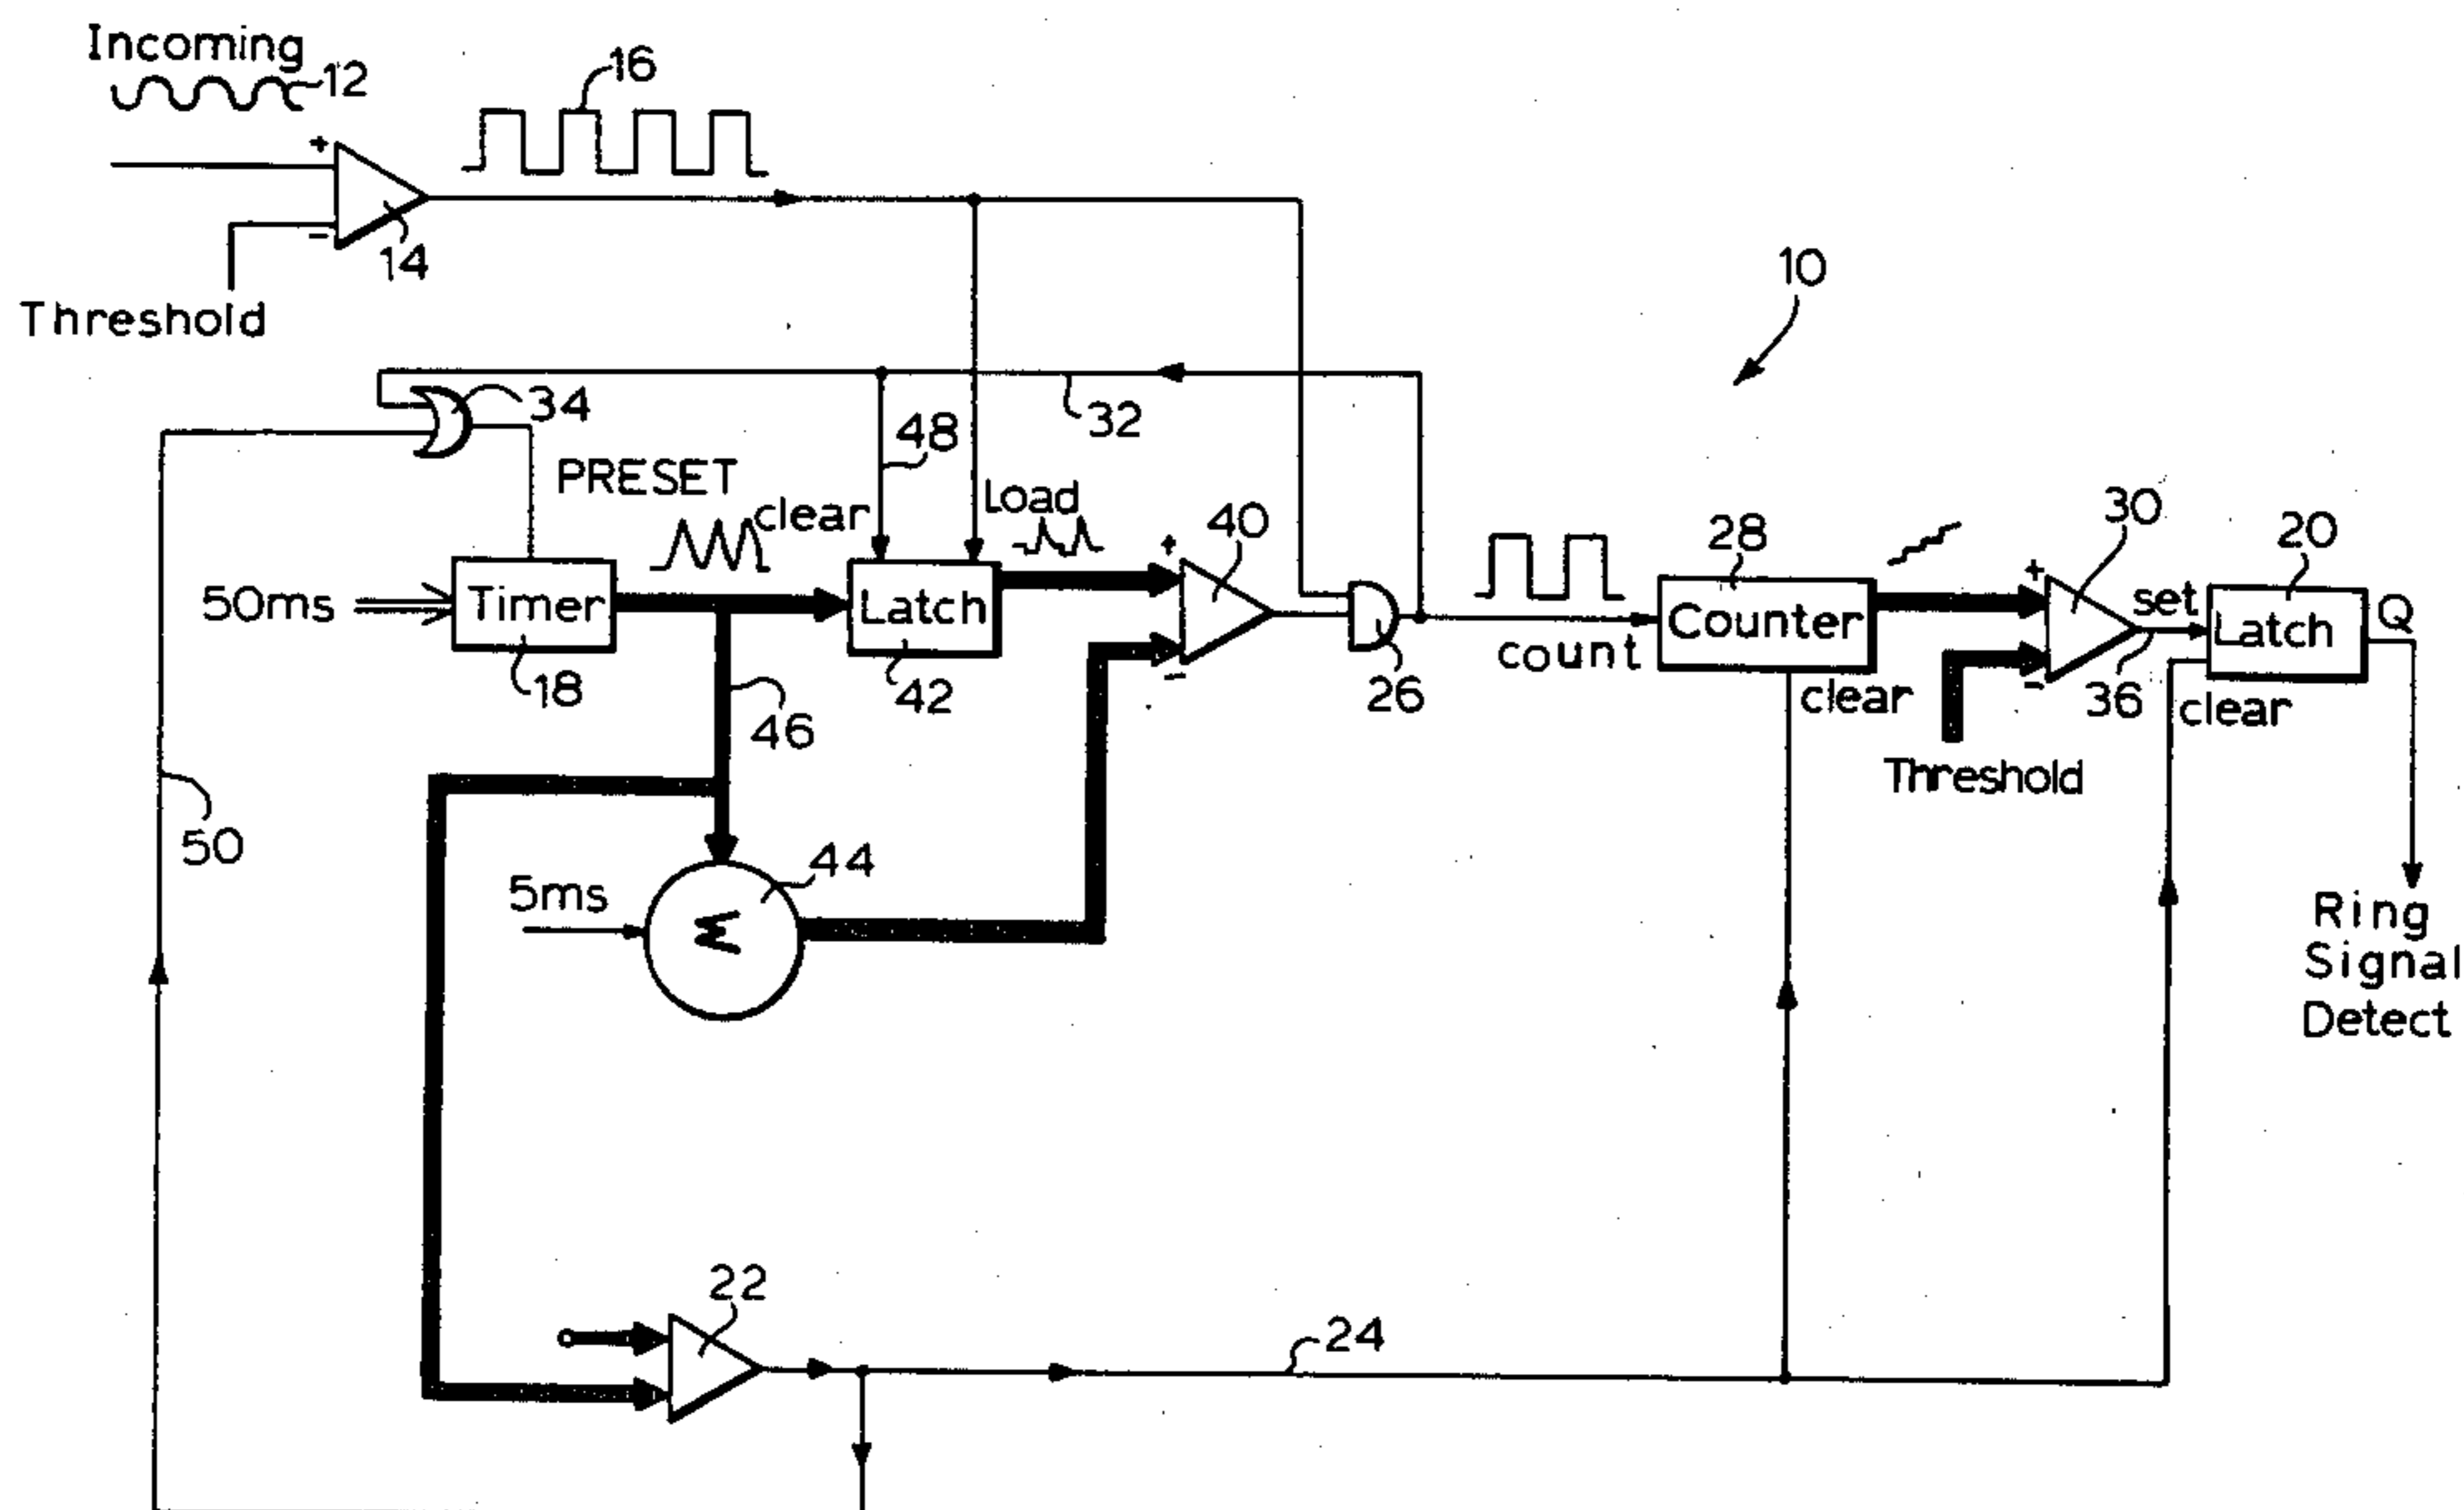 Incoming
12
16
+
-
14
Threshold
10
34
32
48
PRESET
clear
Load
40
+
-
50ms
Timer
18
Latch
42
46
26
count
28
Counter
clear
30
+
-
Threshold
set
36
20
Latch
clear
Q
Ring
Signal
Detect
50
5ms
44
Σ
22
24